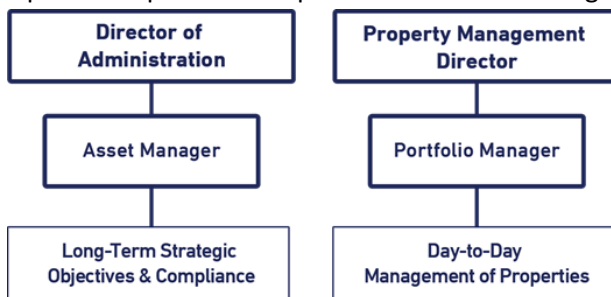 Director of
Administration
Property Management
Director
Asset Manager
Portfolio Manager
Long-Term Strategic
Objectives & Compliance
Day-to-Day
Management of Properties